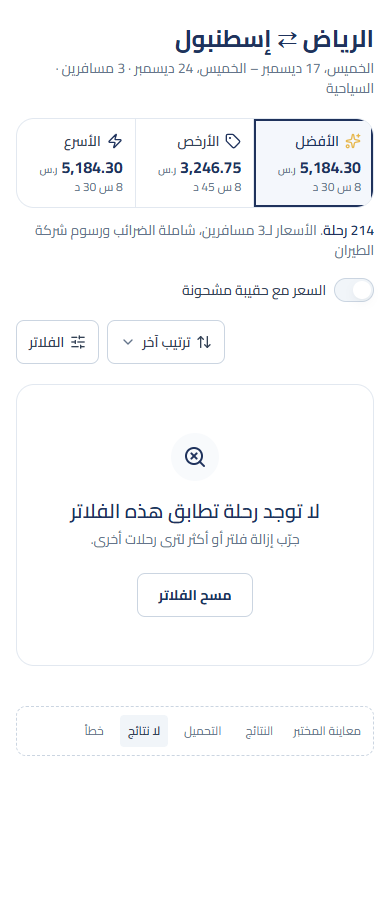 الرياض ⇄ إسطنبول
الخميس، 17 ديسمبر – الخميس، 24 ديسمبر · 3 مسافرين ·
السياحية
الأفضل
5,184.30 ر.س
8 س 30 د
الأرخص
3,246.75 ر.س
8 س 45 د
الأسرع
5,184.30 ر.س
8 س 30 د
214 رحلة. الأسعار لـ3 مسافرين، شاملة الضرائب ورسوم شركة
الطيران
السعر مع حقيبة مشحونة
ترتيب آخر
الفلاتر
لا توجد رحلة تطابق هذه الفلاتر
جرّب إزالة فلتر أو أكثر لترى رحلات أخرى.
مسح الفلاتر
معاينة المختبر
النتائج
التحميل
لا نتائج
خطأ